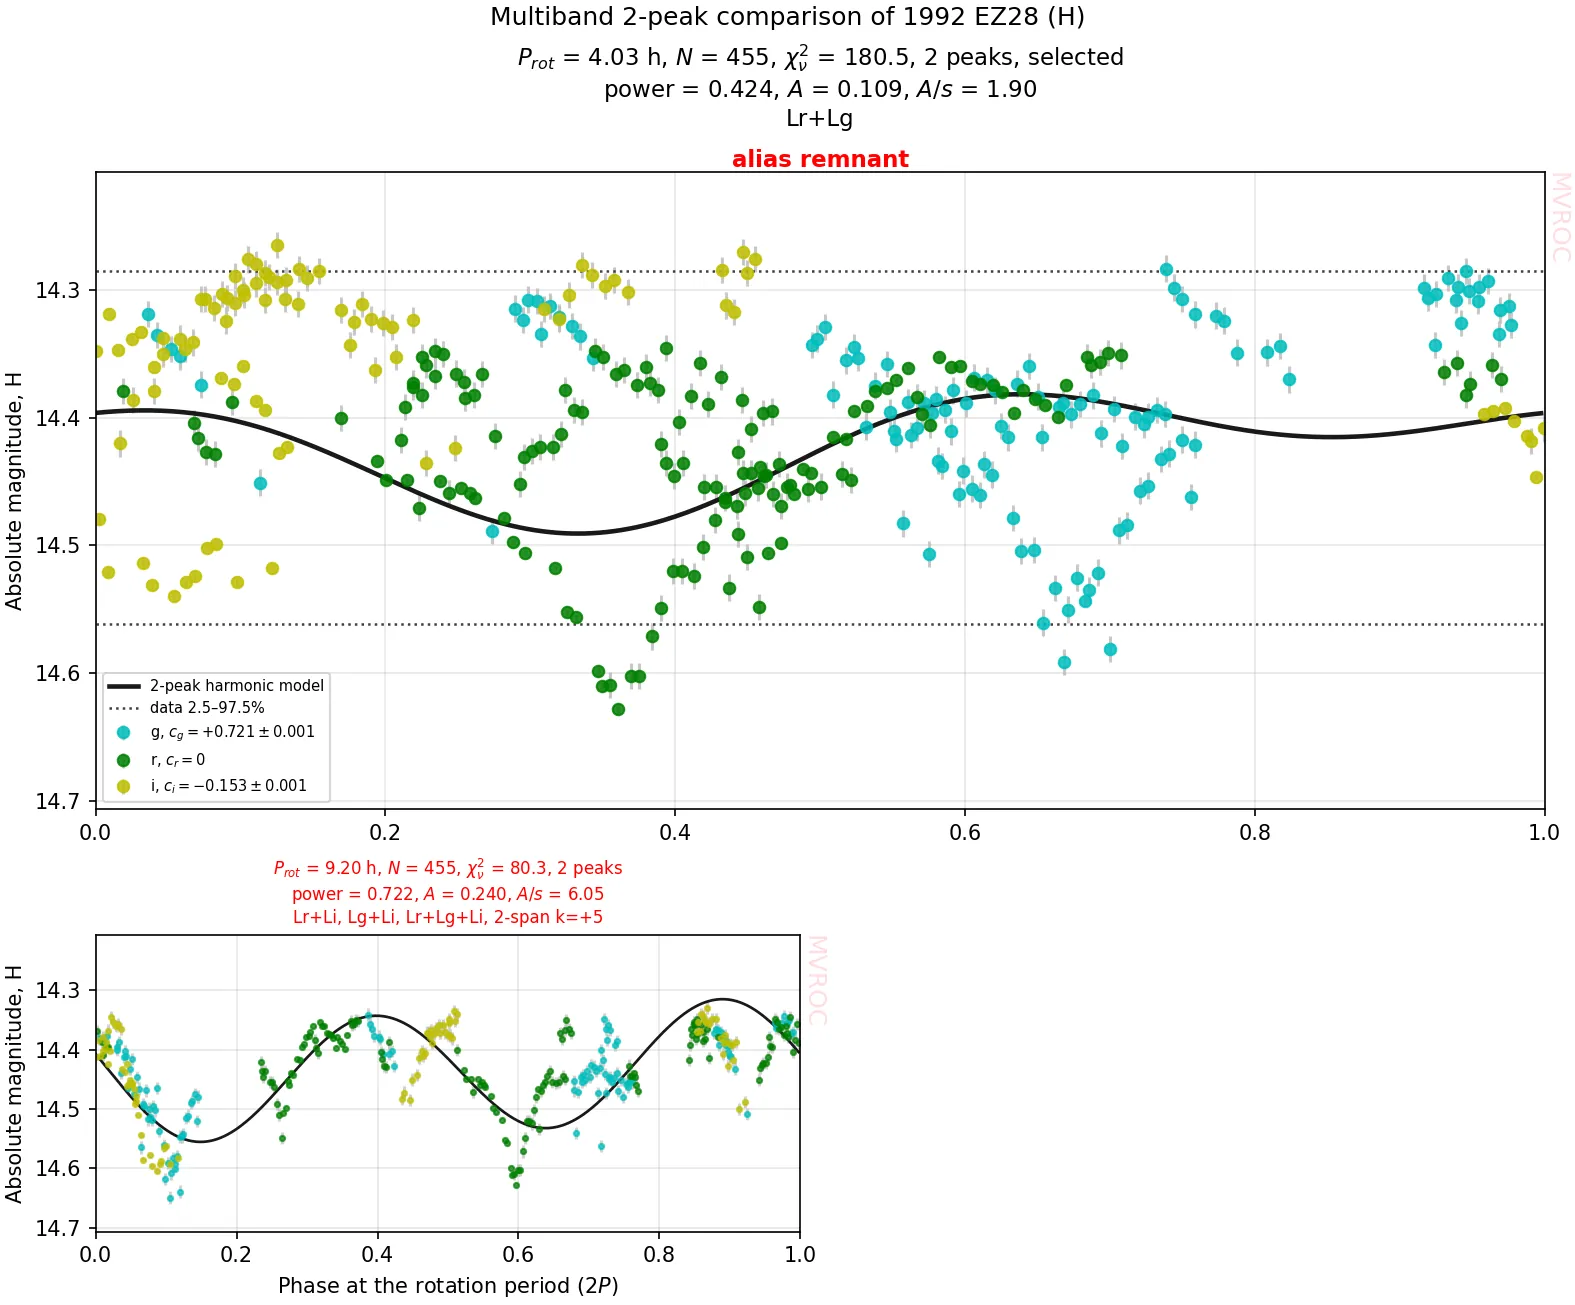 Multiband 2-peak comparison of 1992 EZ28 (H)
P_rot = 4.03 h, N = 455, χ²_ν = 180.5, 2 peaks, selected
power = 0.424, A = 0.109, A/s = 1.90
Lr+Lg
alias remnant
MVROC
Absolute magnitude, H
14.3
14.4
14.5
14.6
14.7
2-peak harmonic model
data 2.5–97.5%
g, c_g = +0.721 ± 0.001
r, c_r = 0
i, c_i = −0.153 ± 0.001
0.0 0.2 0.4 0.6 0.8 1.0
P_rot = 9.20 h, N = 455, χ²_ν = 80.3, 2 peaks
power = 0.722, A = 0.240, A/s = 6.05
Lr+Li, Lg+Li, Lr+Lg+Li, 2-span k=+5
MVROC
Absolute magnitude, H
14.3
14.4
14.5
14.6
14.7
0.0 0.2 0.4 0.6 0.8 1.0
Phase at the rotation period (2P)